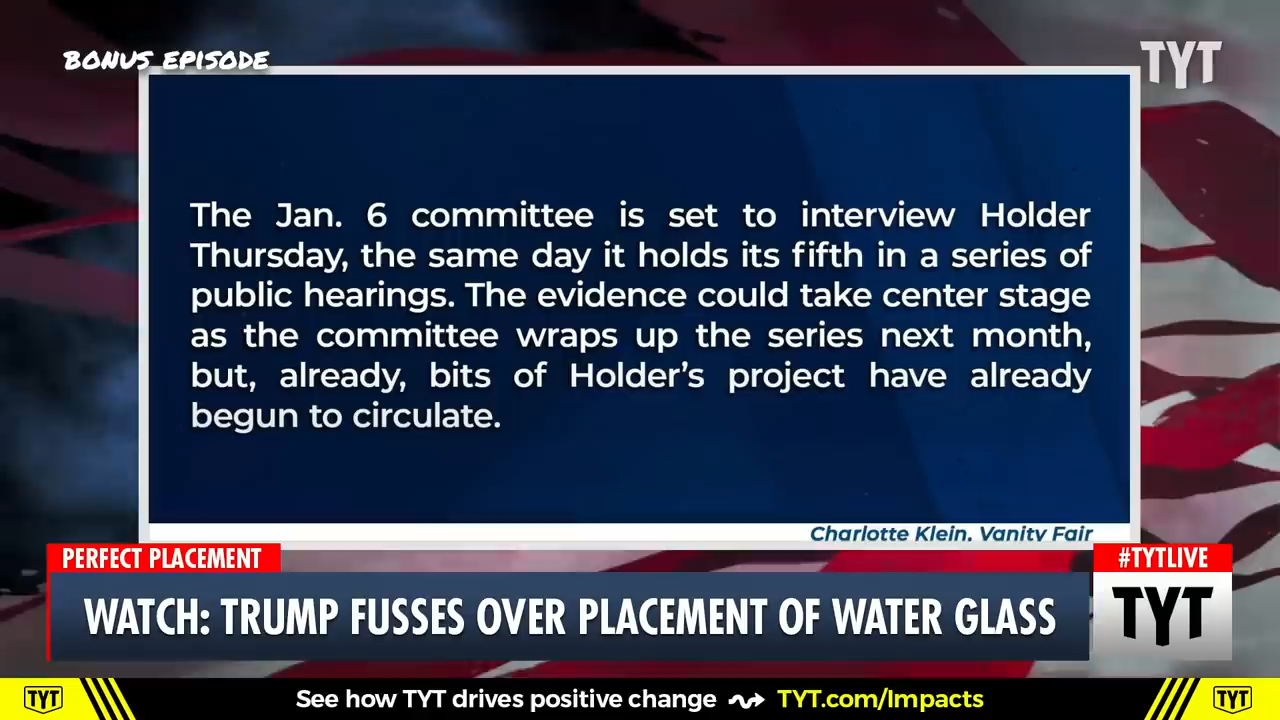 BONUS EPISODE
TYT
The Jan. 6 committee is set to interview Holder
Thursday, the same day it holds its fifth in a series of
public hearings. The evidence could take center stage
as the committee wraps up the series next month,
but, already, bits of Holder's project have already
begun to circulate.
Charlotte Klein, Vanity Fair
PERFECT PLACEMENT
#TYTLIVE
WATCH: TRUMP FUSSES OVER PLACEMENT OF WATER GLASS
TYT
TYT
See how TYT drives positive change
TYT.com/Impacts
TYT